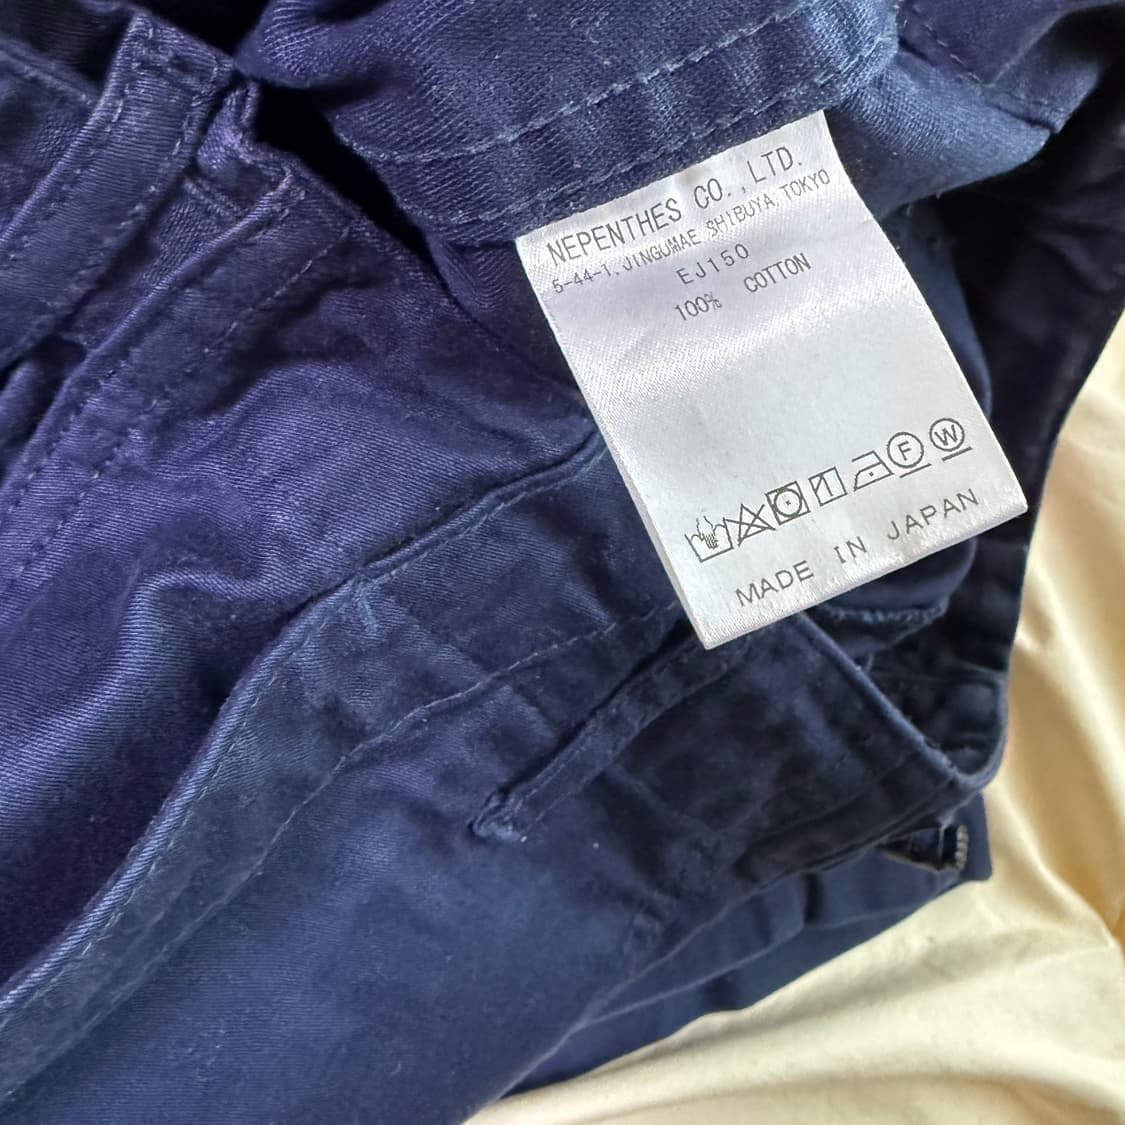 NEPENTHES CO.,LTD.
5-44-1,JINGUMAE SHIBUYA TOKYO
EJ150
100% COTTON
F W
MADE IN JAPAN